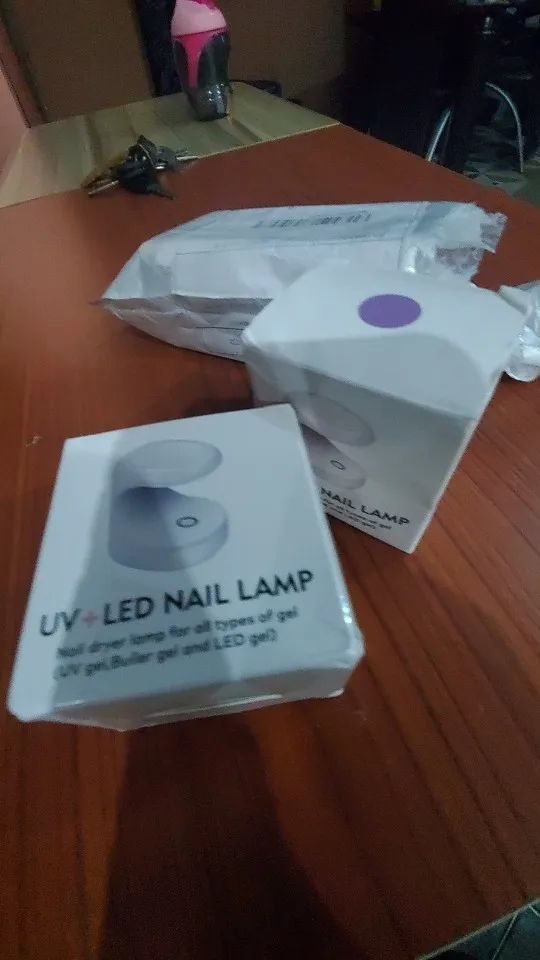 UV+LED NAIL LAMP
Nail dryer lamp for all types of gel
(UV gel,Builer gel and LED gel)
NAIL LAMP